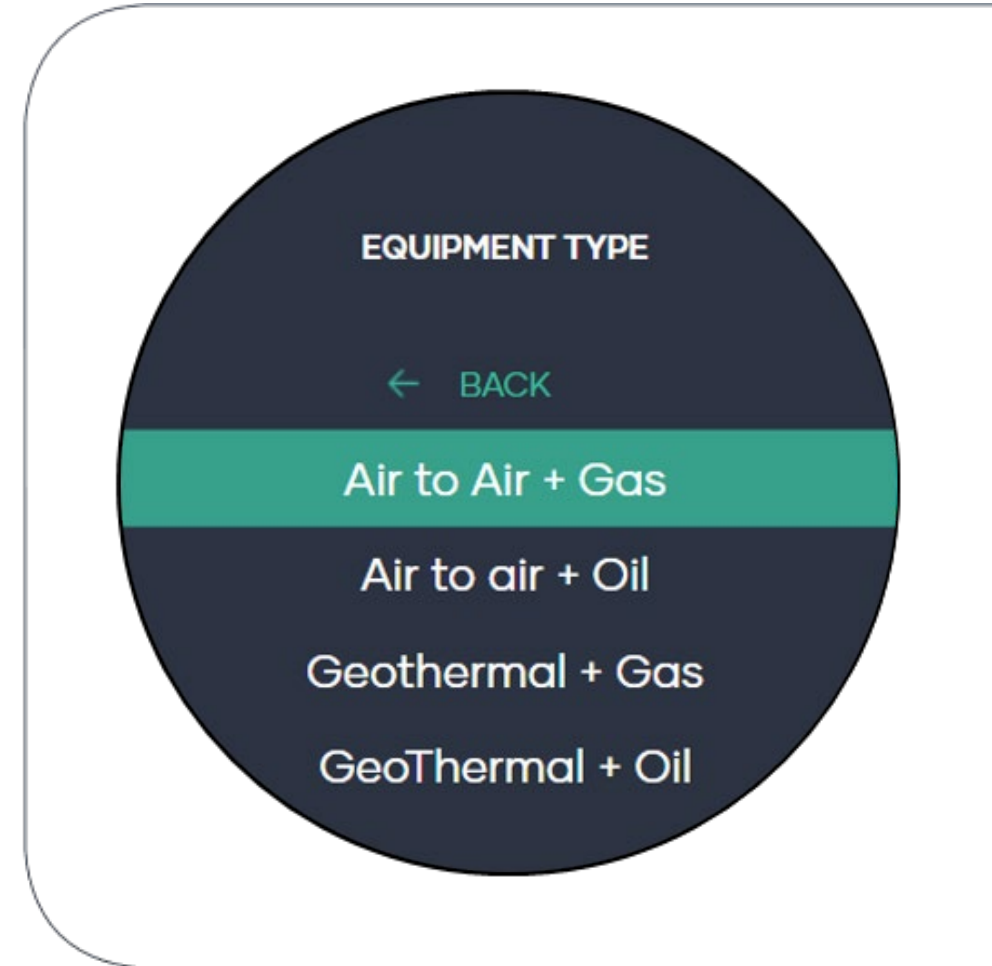 EQUIPMENT TYPE
← BACK
Air to Air + Gas
Air to air + Oil
Geothermal + Gas
GeoThermal + Oil